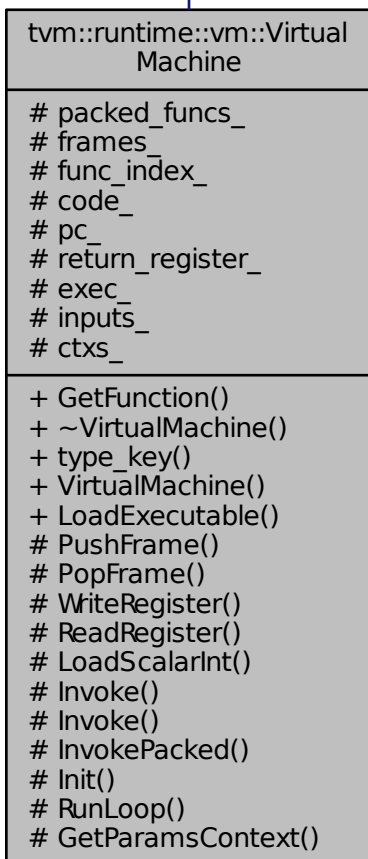 tvm::runtime::vm::Virtual
Machine
# packed_funcs_
# frames_
# func_index_
# code_
# pc_
# return_register_
# exec_
# inputs_
# ctxs_
+ GetFunction()
+ ~VirtualMachine()
+ type_key()
+ VirtualMachine()
+ LoadExecutable()
# PushFrame()
# PopFrame()
# WriteRegister()
# ReadRegister()
# LoadScalarInt()
# Invoke()
# Invoke()
# InvokePacked()
# Init()
# RunLoop()
# GetParamsContext()